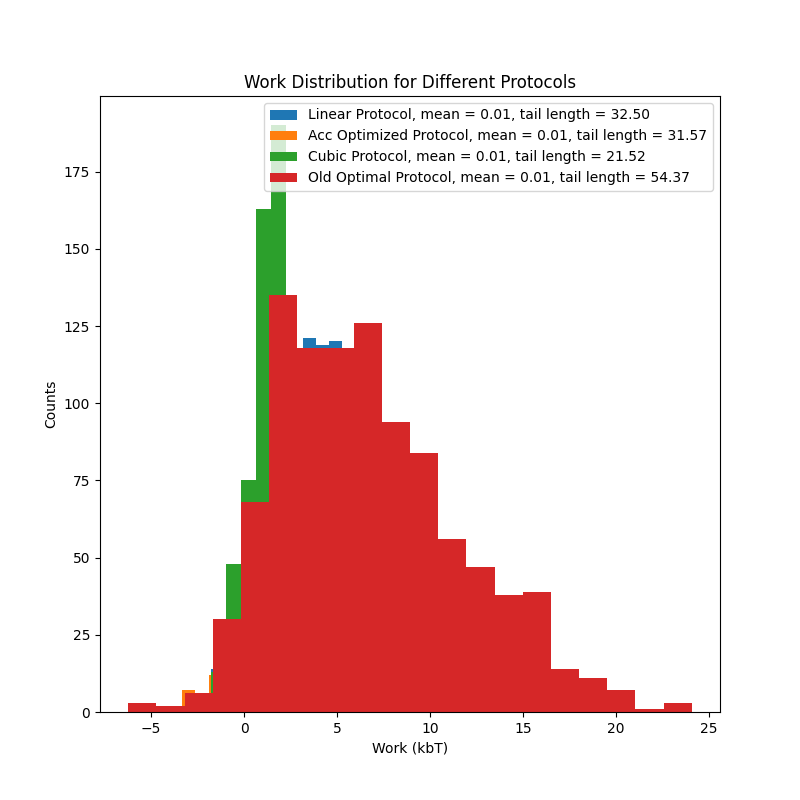 Work Distribution for Different Protocols
Linear Protocol, mean = 0.01, tail length = 32.50
Acc Optimized Protocol, mean = 0.01, tail length = 31.57
Cubic Protocol, mean = 0.01, tail length = 21.52
Old Optimal Protocol, mean = 0.01, tail length = 54.37
175
150
125
100
75
50
25
0
Counts
−5 0 5 10 15 20 25
Work (kbT)